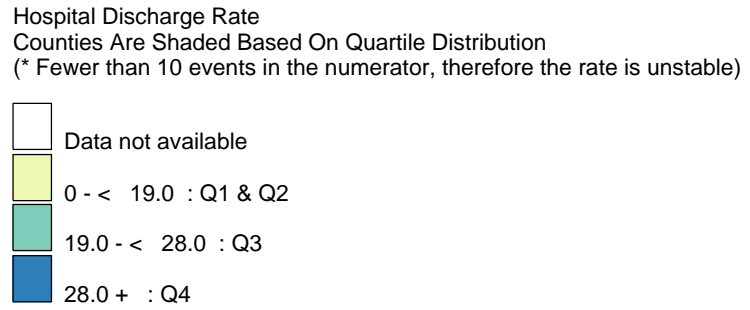 Hospital Discharge Rate
Counties Are Shaded Based On Quartile Distribution
(* Fewer than 10 events in the numerator, therefore the rate is unstable)
Data not available
0 - < 19.0 : Q1 & Q2
19.0 - < 28.0 : Q3
28.0 + : Q4